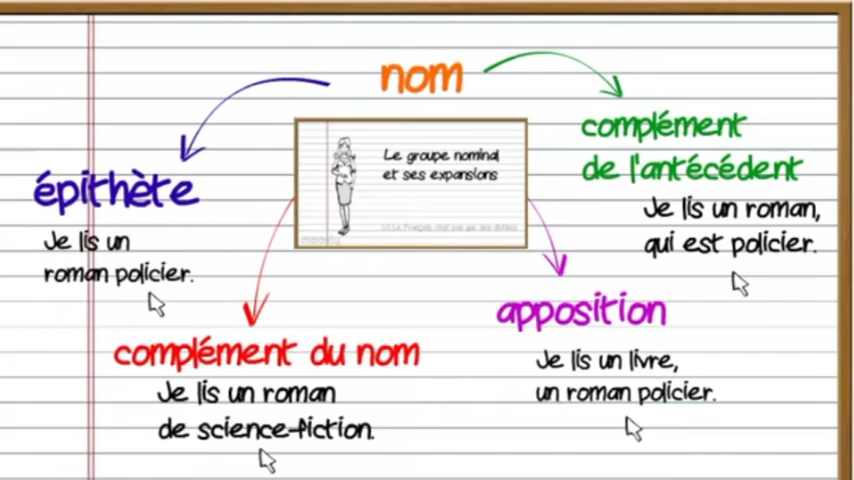 nom
Le groupe nominal
et ses expansions
complément
de l'antécédent
Je lis un roman,
qui est policier.
épithète
Je lis un
roman policier.
apposition
Je lis un livre,
un roman policier.
complément du nom
Je lis un roman
de science-fiction.